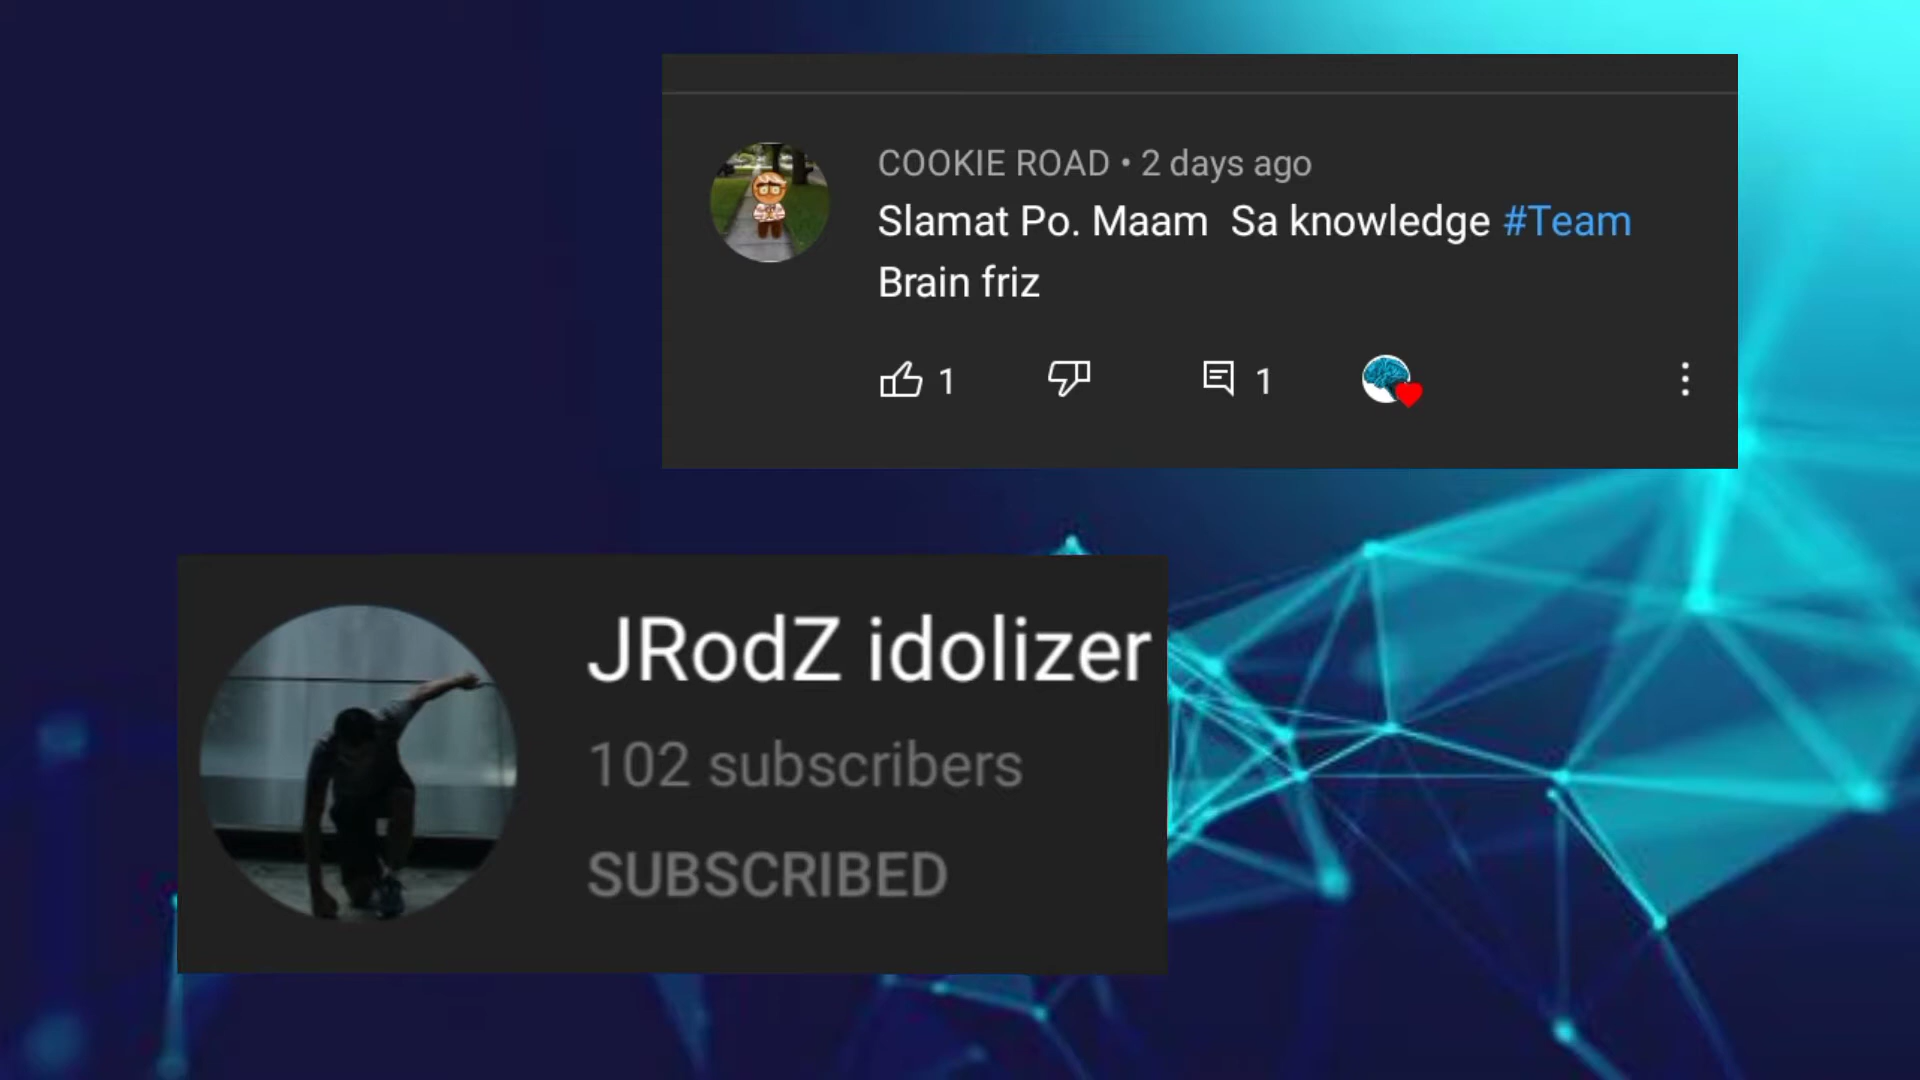 COOKIE ROAD • 2 days ago
Slamat Po. Maam  Sa knowledge #Team
Brain friz
1
1
JRodZ idolizer
102 subscribers
SUBSCRIBED